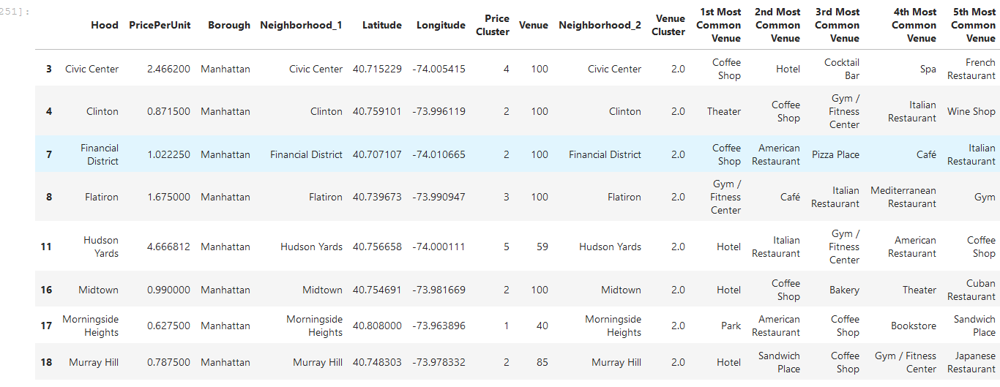 251]:
Hood PricePerUnit Borough Neighborhood_1 Latitude Longitude Price Cluster Venue Neighborhood_2 Venue Cluster 1st Most Common Venue 2nd Most Common Venue 3rd Most Common Venue 4th Most Common Venue 5th Most Common Venue
3 Civic Center 2.466200 Manhattan Civic Center 40.715229 -74.005415 4 100 Civic Center 2.0 Coffee Shop Hotel Cocktail Bar Spa French Restaurant
4 Clinton 0.871500 Manhattan Clinton 40.759101 -73.996119 2 100 Clinton 2.0 Theater Coffee Shop Gym / Fitness Center Italian Restaurant Wine Shop
7 Financial District 1.022250 Manhattan Financial District 40.707107 -74.010665 2 100 Financial District 2.0 Coffee Shop American Restaurant Pizza Place Café Italian Restaurant
8 Flatiron 1.675000 Manhattan Flatiron 40.739673 -73.990947 3 100 Flatiron 2.0 Gym / Fitness Center Café Italian Restaurant Mediterranean Restaurant Gym
11 Hudson Yards 4.666812 Manhattan Hudson Yards 40.756658 -74.000111 5 59 Hudson Yards 2.0 Hotel Italian Restaurant Gym / Fitness Center American Restaurant Coffee Shop
16 Midtown 0.990000 Manhattan Midtown 40.754691 -73.981669 2 100 Midtown 2.0 Hotel Coffee Shop Bakery Theater Cuban Restaurant
17 Morningside Heights 0.627500 Manhattan Morningside Heights 40.808000 -73.963896 1 40 Morningside Heights 2.0 Park American Restaurant Coffee Shop Bookstore Sandwich Place
18 Murray Hill 0.787500 Manhattan Murray Hill 40.748303 -73.978332 2 85 Murray Hill 2.0 Hotel Sandwich Place Coffee Shop Gym / Fitness Center Japanese Restaurant